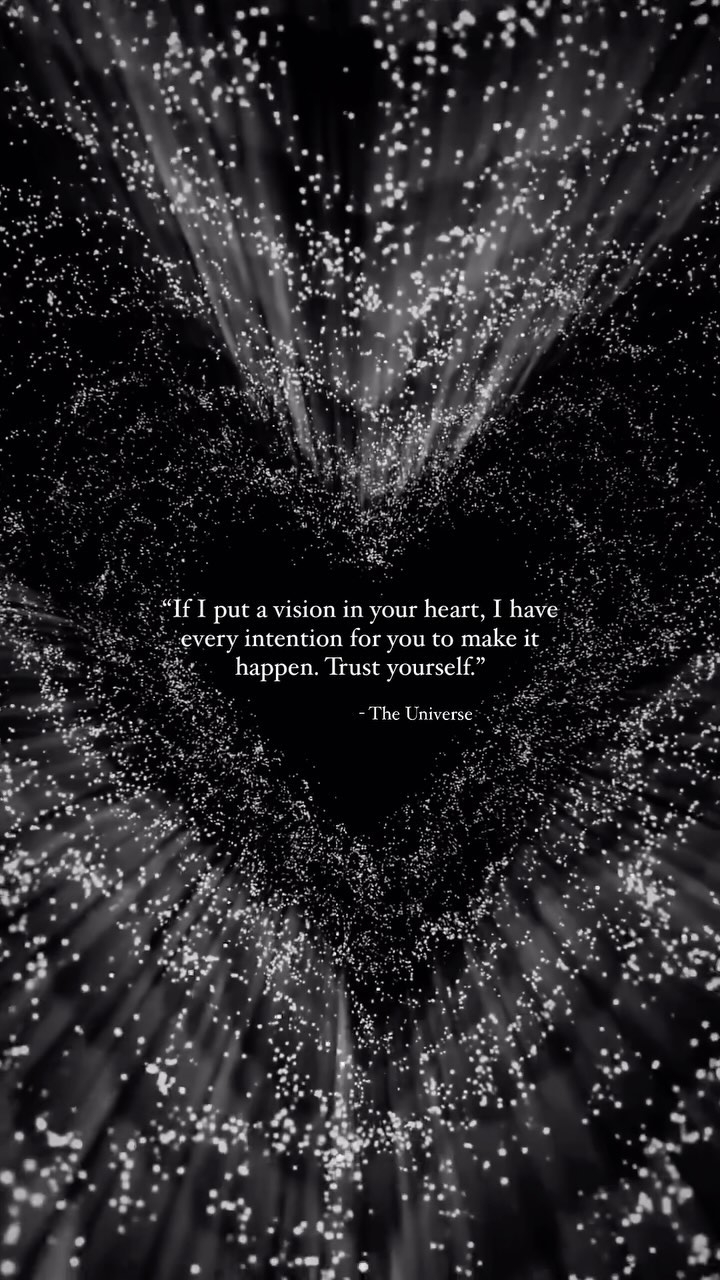 “If I put a vision in your heart, I have
every intention for you to make it
happen. Trust yourself.”
- The Universe